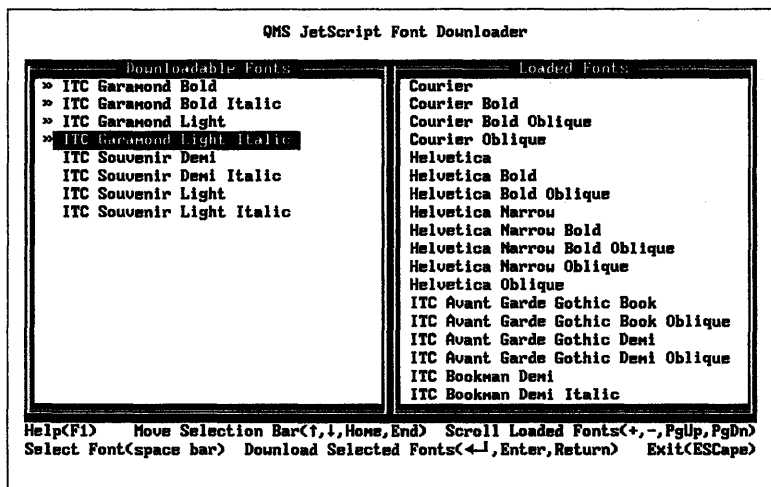 QMS JetScript Font Downloader
Downloadable Fonts
» ITC Garamond Bold
» ITC Garamond Bold Italic
» ITC Garamond Light
» ITC Garamond Light Italic
ITC Souvenir Demi
ITC Souvenir Demi Italic
ITC Souvenir Light
ITC Souvenir Light Italic
Loaded Fonts
Courier
Courier Bold
Courier Bold Oblique
Courier Oblique
Helvetica
Helvetica Bold
Helvetica Bold Oblique
Helvetica Narrow
Helvetica Narrow Bold
Helvetica Narrow Bold Oblique
Helvetica Narrow Oblique
Helvetica Oblique
ITC Avant Garde Gothic Book
ITC Avant Garde Gothic Book Oblique
ITC Avant Garde Gothic Demi
ITC Avant Garde Gothic Demi Oblique
ITC Bookman Demi
ITC Bookman Demi Italic
Help(F1) Move Selection Bar(↑,↓,Home,End) Scroll Loaded Fonts(+,-,PgUp,PgDn)
Select Font(space bar) Download Selected Fonts(←┘,Enter,Return) Exit(ESCape)